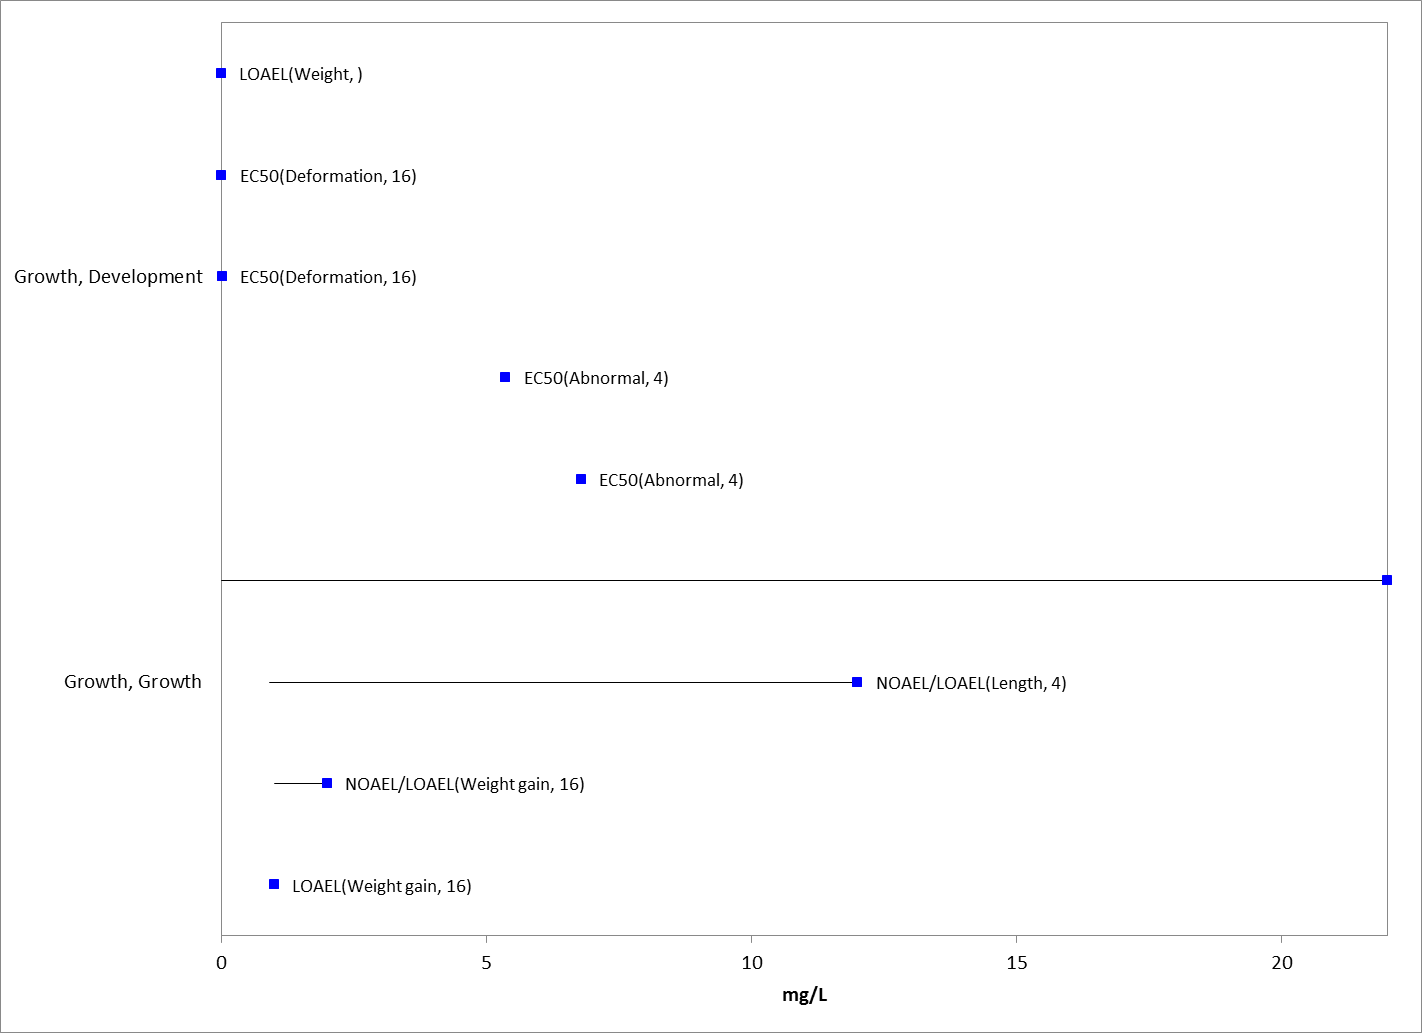 LOAEL(Weight, )
EC50(Deformation, 16)
Growth, Development
EC50(Deformation, 16)
EC50(Abnormal, 4)
EC50(Abnormal, 4)
Growth, Growth
NOAEL/LOAEL(Length, 4)
NOAEL/LOAEL(Weight gain, 16)
LOAEL(Weight gain, 16)
0 5 10 15 20
mg/L